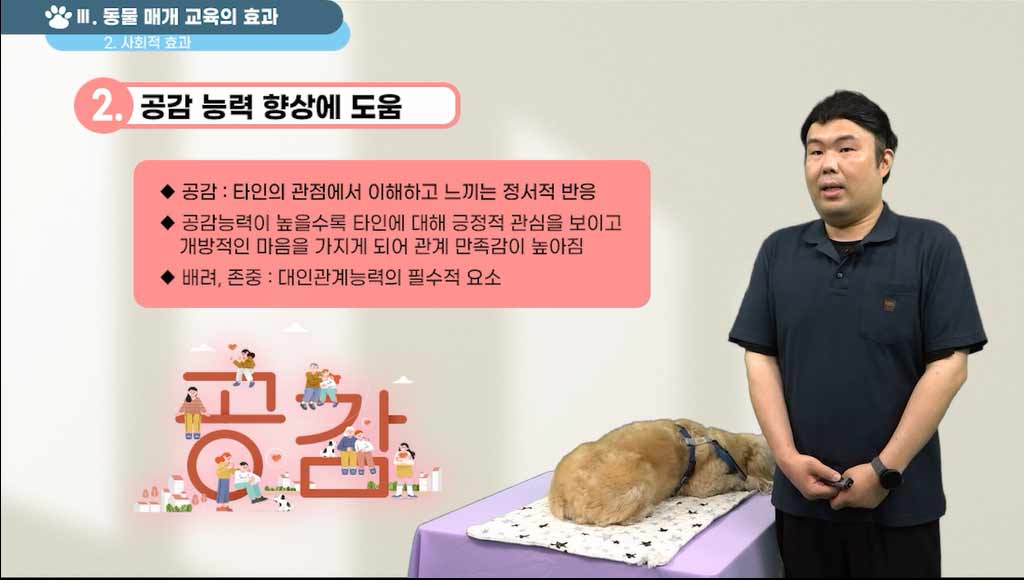 Ⅲ. 동물 매개 교육의 효과
2. 사회적 효과
2. 공감 능력 향상에 도움
◆ 공감 : 타인의 관점에서 이해하고 느끼는 정서적 반응
◆ 공감능력이 높을수록 타인에 대해 긍정적 관심을 보이고
개방적인 마음을 가지게 되어 관계 만족감이 높아짐
◆ 배려, 존중 : 대인관계능력의 필수적 요소
공감